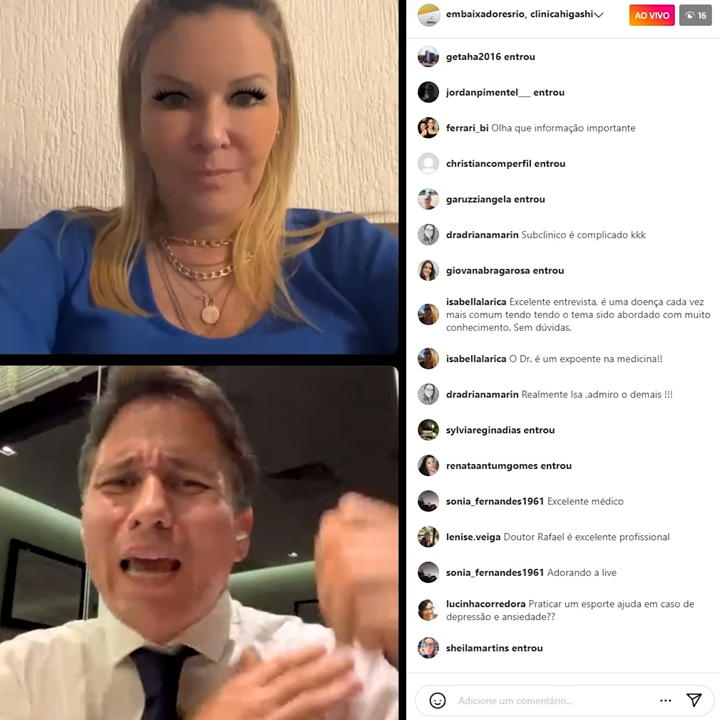 embaixadoresrio, clinicahigashi
AO VIVO
16
getaha2016 entrou
jordanpimentel___ entrou
ferrari_bi Olha que informação importante
christiancomperfil entrou
garuzziangela entrou
dradrianamarin Subclinico é complicado kkk
giovanabragarosa entrou
isabellalarica Excelente entrevista, é uma doença cada vez
mais comum tendo tendo o tema sido abordado com muito
conhecimento. Sem dúvidas,
isabellalarica O Dr. é um expoente na medicina!!
dradrianamarin Realmente Isa ,admiro o demais !!!
sylviareginadias entrou
renataantumgomes entrou
sonia_fernandes1961 Excelente médico
lenise.veiga Doutor Rafael é excelente profissional
sonia_fernandes1961 Adorando a live
lucinhacorredora Praticar um esporte ajuda em caso de
depressão e ansiedade??
sheilamartins entrou
Adicione um comentário...